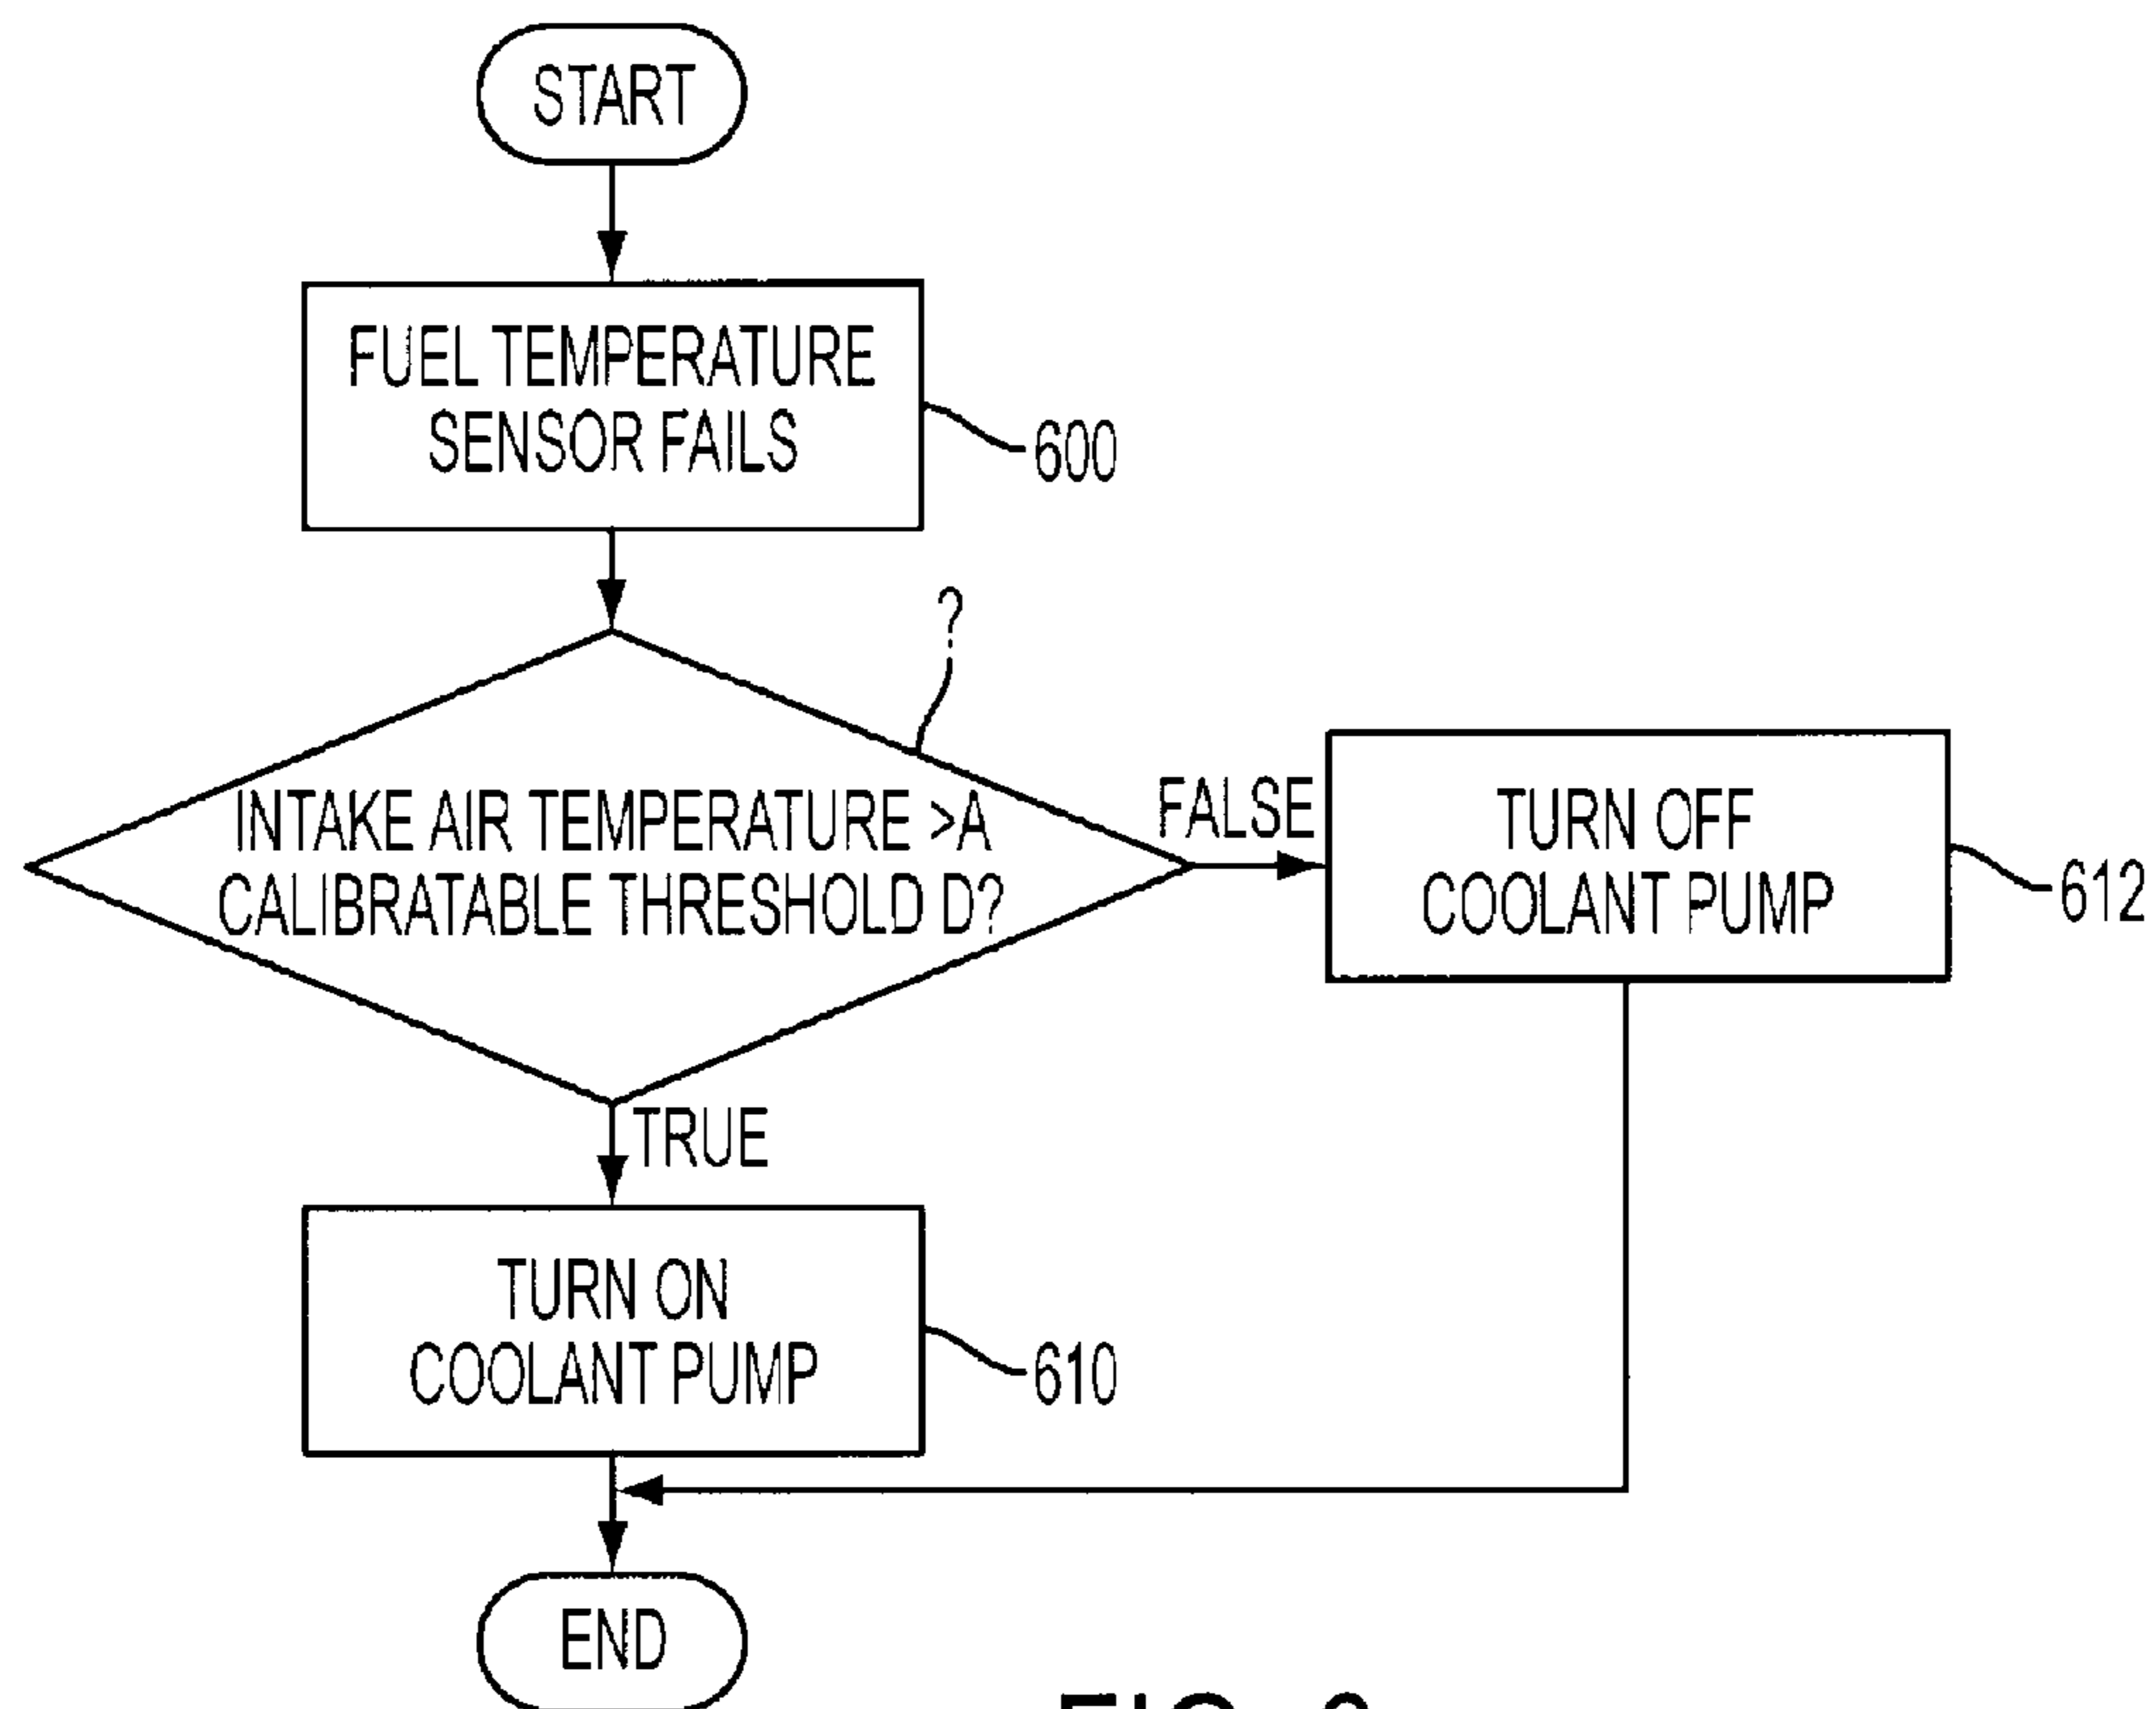 START
FUEL TEMPERATURE
SENSOR FAILS
600
?
INTAKE AIR TEMPERATURE >A
CALIBRATABLE THRESHOLD D?
FALSE
TURN OFF
COOLANT PUMP
612
TRUE
TURN ON
COOLANT PUMP
610
END